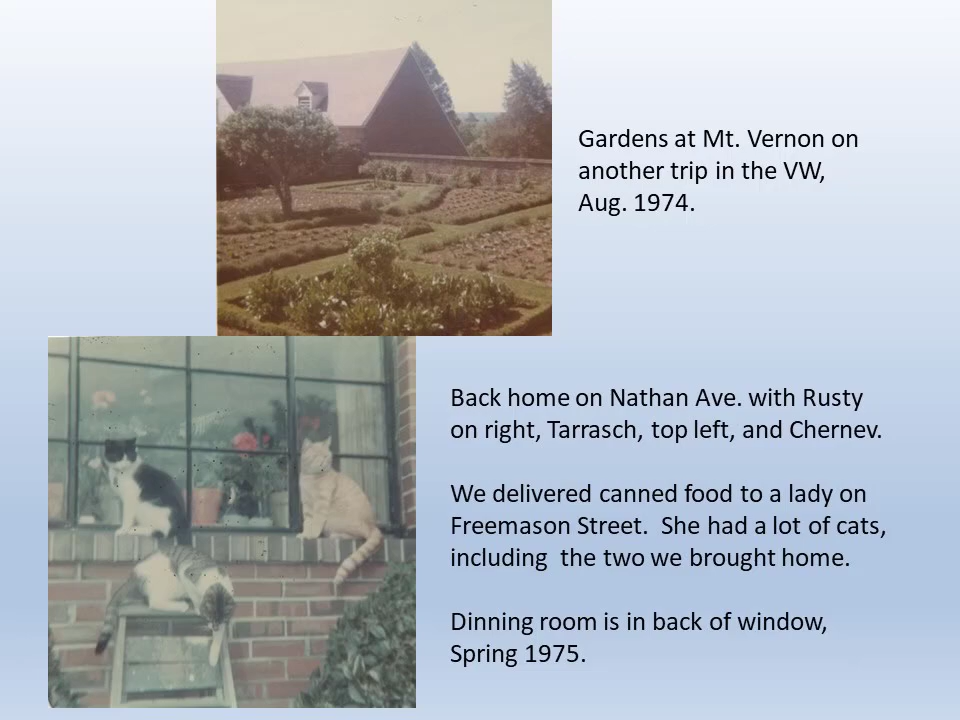 Gardens at Mt. Vernon on
another trip in the VW,
Aug. 1974.
Back home on Nathan Ave. with Rusty
on right, Tarrasch, top left, and Chernev.
We delivered canned food to a lady on
Freemason Street.  She had a lot of cats,
including  the two we brought home.
Dinning room is in back of window,
Spring 1975.